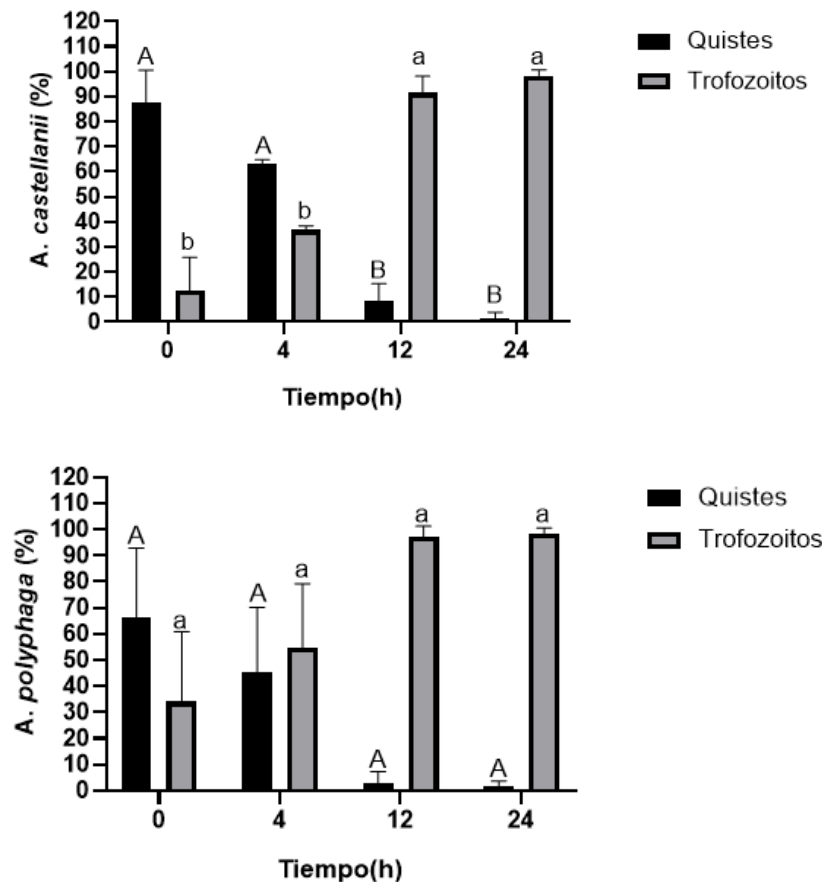 120
110
100
90
80
70
60
50
40
30
20
10
0
A. castellanii (%)
A
b
A
b
B
a
B
a
0 4 12 24
Tiempo(h)
Quistes
Trofozoitos
120
110
100
90
80
70
60
50
40
30
20
10
0
A. polyphaga (%)
A
a
A
a
A
a
A
a
0 4 12 24
Tiempo(h)
Quistes
Trofozoitos